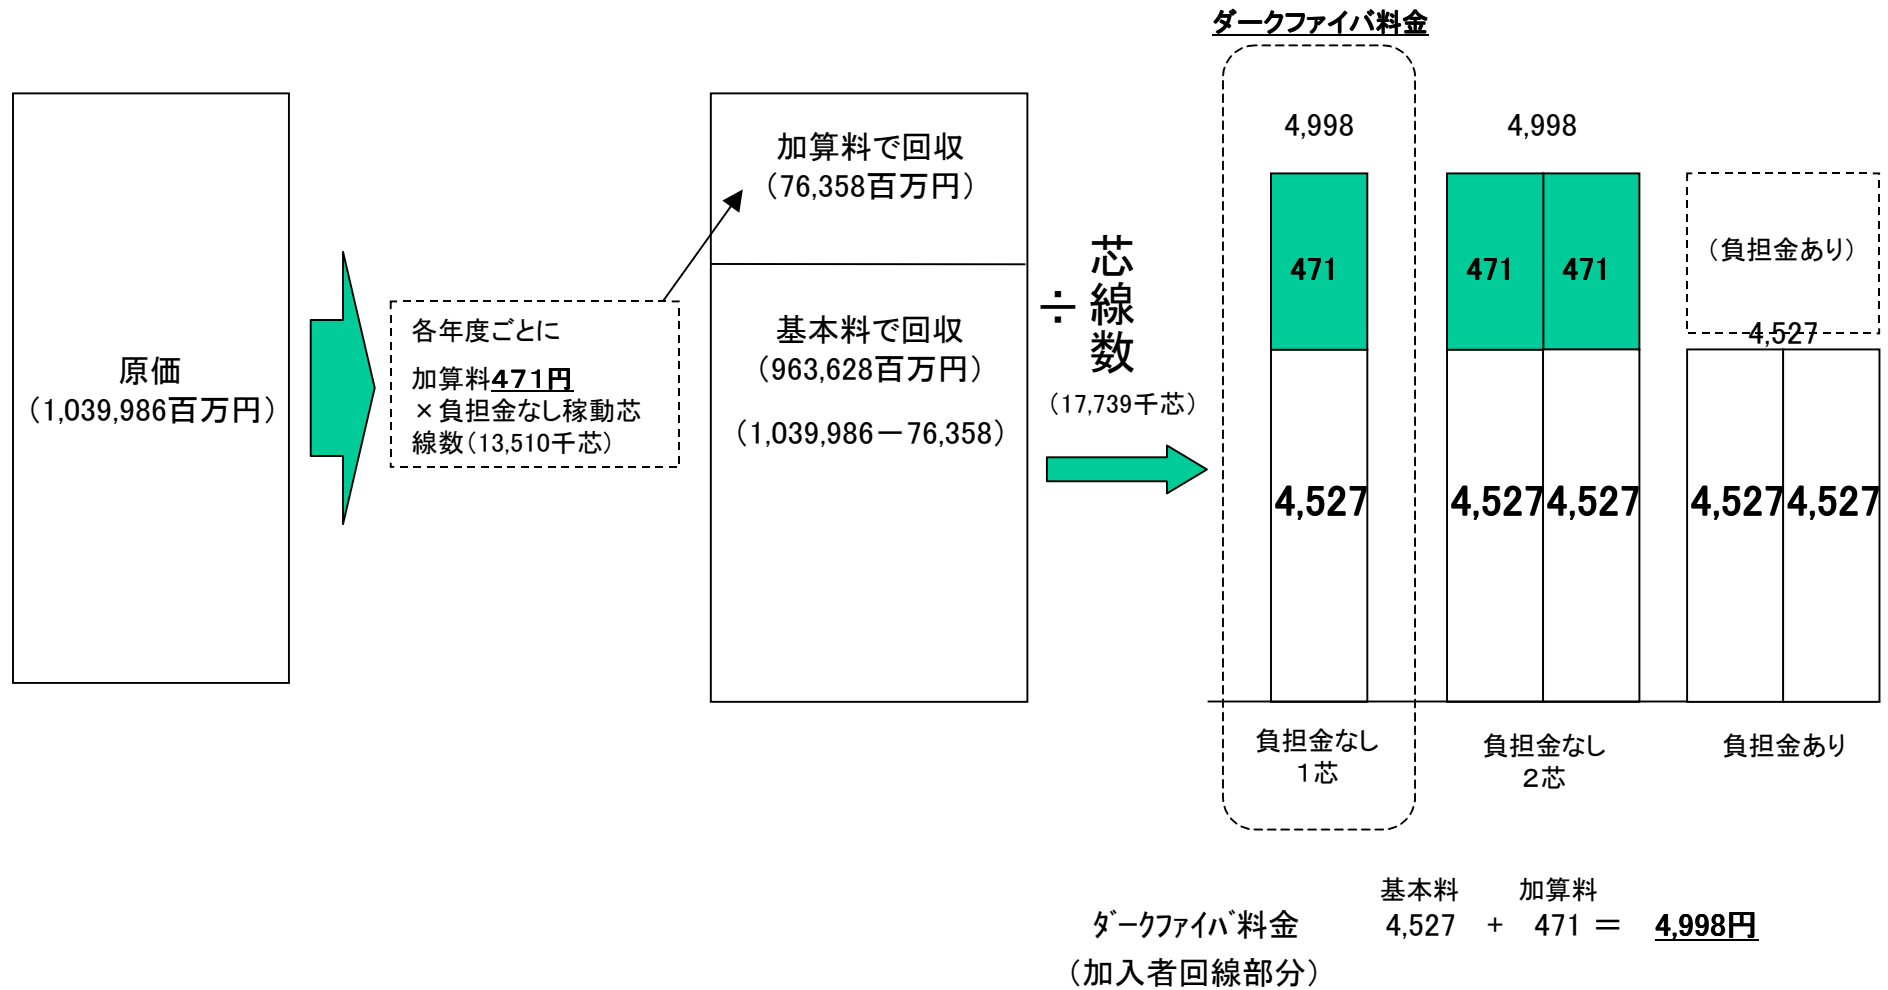 ダークファイバ料金
原価
（1,039,986百万円）
各年度ごとに
加算料471円
×負担金なし稼動芯
線数（13,510千芯）
加算料で回収
（76,358百万円）
基本料で回収
（963,628百万円）
（1,039,986－76,358）
÷
芯線数
（17,739千芯）
4,998
471
4,527
負担金なし
１芯
4,998
471 471
4,527 4,527
負担金なし
２芯
（負担金あり）
4,527
4,527 4,527
負担金あり
基本料 加算料
ﾀﾞｰｸﾌｧｲﾊﾞ料金 4,527 + 471 ＝ 4,998円
（加入者回線部分）